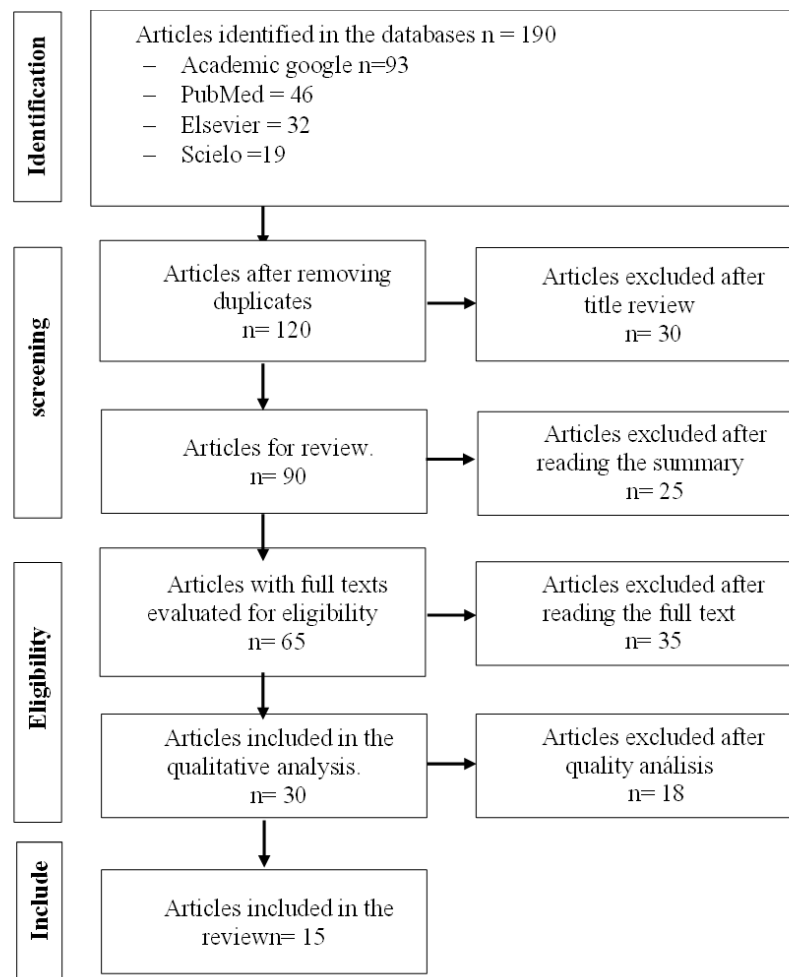 Identification
Articles identified in the databases n = 190
– Academic google n=93
– PubMed = 46
– Elsevier = 32
– Scielo =19
screening
Articles after removing
duplicates
n= 120
Articles excluded after
title review
n= 30
Articles for review.
n= 90
Articles excluded after
reading the summary
n= 25
Eligibility
Articles with full texts
evaluated for eligibility
n= 65
Articles excluded after
reading the full text
n= 35
Articles included in the
qualitative analysis.
n= 30
Articles excluded after
quality análisis
n= 18
Include
Articles included in the
reviewn= 15